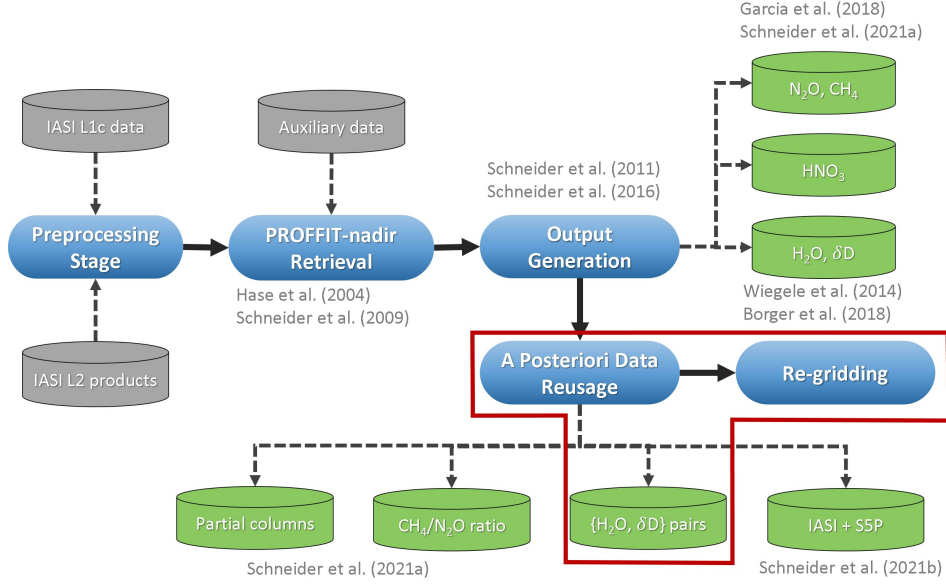 Garcia et al. (2018)
Schneider et al. (2021a)
IASI L1c data
Auxiliary data
N₂O, CH₄
HNO₃
H₂O, δD
Schneider et al. (2011)
Schneider et al. (2016)
Preprocessing
Stage
PROFFIT-nadir
Retrieval
Output
Generation
Hase et al. (2004)
Schneider et al. (2009)
Wiegele et al. (2014)
Borger et al. (2018)
IASI L2 products
A Posteriori Data
Reusage
Re-gridding
Partial columns
CH₄/N₂O ratio
{H₂O, δD} pairs
IASI + S5P
Schneider et al. (2021a)
Schneider et al. (2021b)